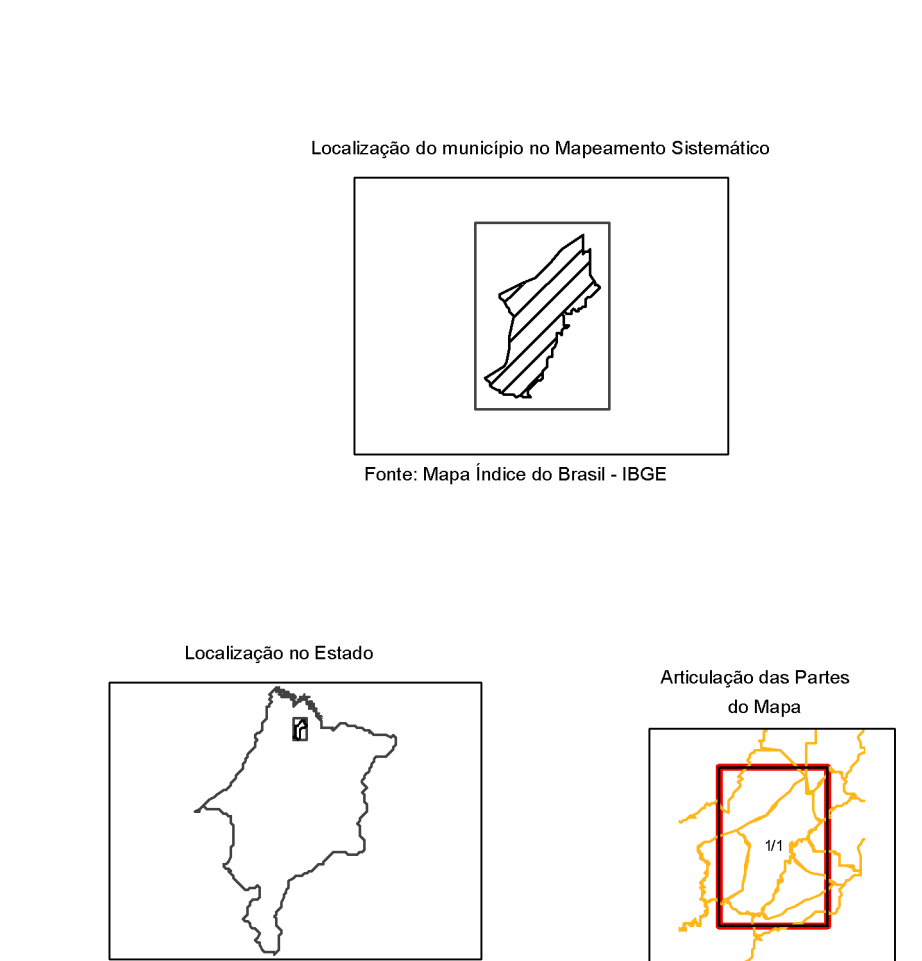 Localização do município no Mapeamento Sistemático
Fonte: Mapa Índice do Brasil - IBGE
Localização no Estado
Articulação das Partes
do Mapa
1/1